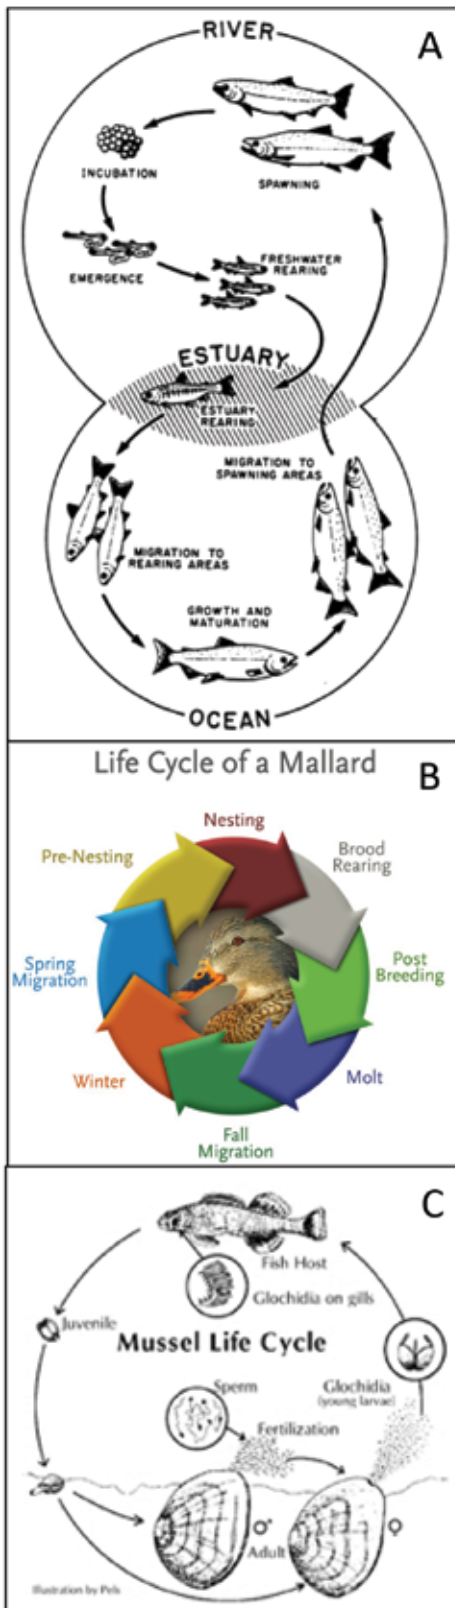 A
RIVER
INCUBATION
SPAWNING
EMERGENCE
FRESHWATER
REARING
ESTUARY
ESTUARY
REARING
MIGRATION TO
SPAWNING AREAS
MIGRATION TO
REARING AREAS
GROWTH AND
MATURATION
OCEAN
B
Life Cycle of a Mallard
Nesting
Pre-Nesting
Brood
Rearing
Spring
Migration
Post
Breeding
Winter
Molt
Fall
Migration
C
Fish Host
Glochidia on gills
Juvenile
Mussel Life Cycle
Sperm
Glochidia
(young larvae)
Fertilization
♂
♀
Adult
Illustration by Pels